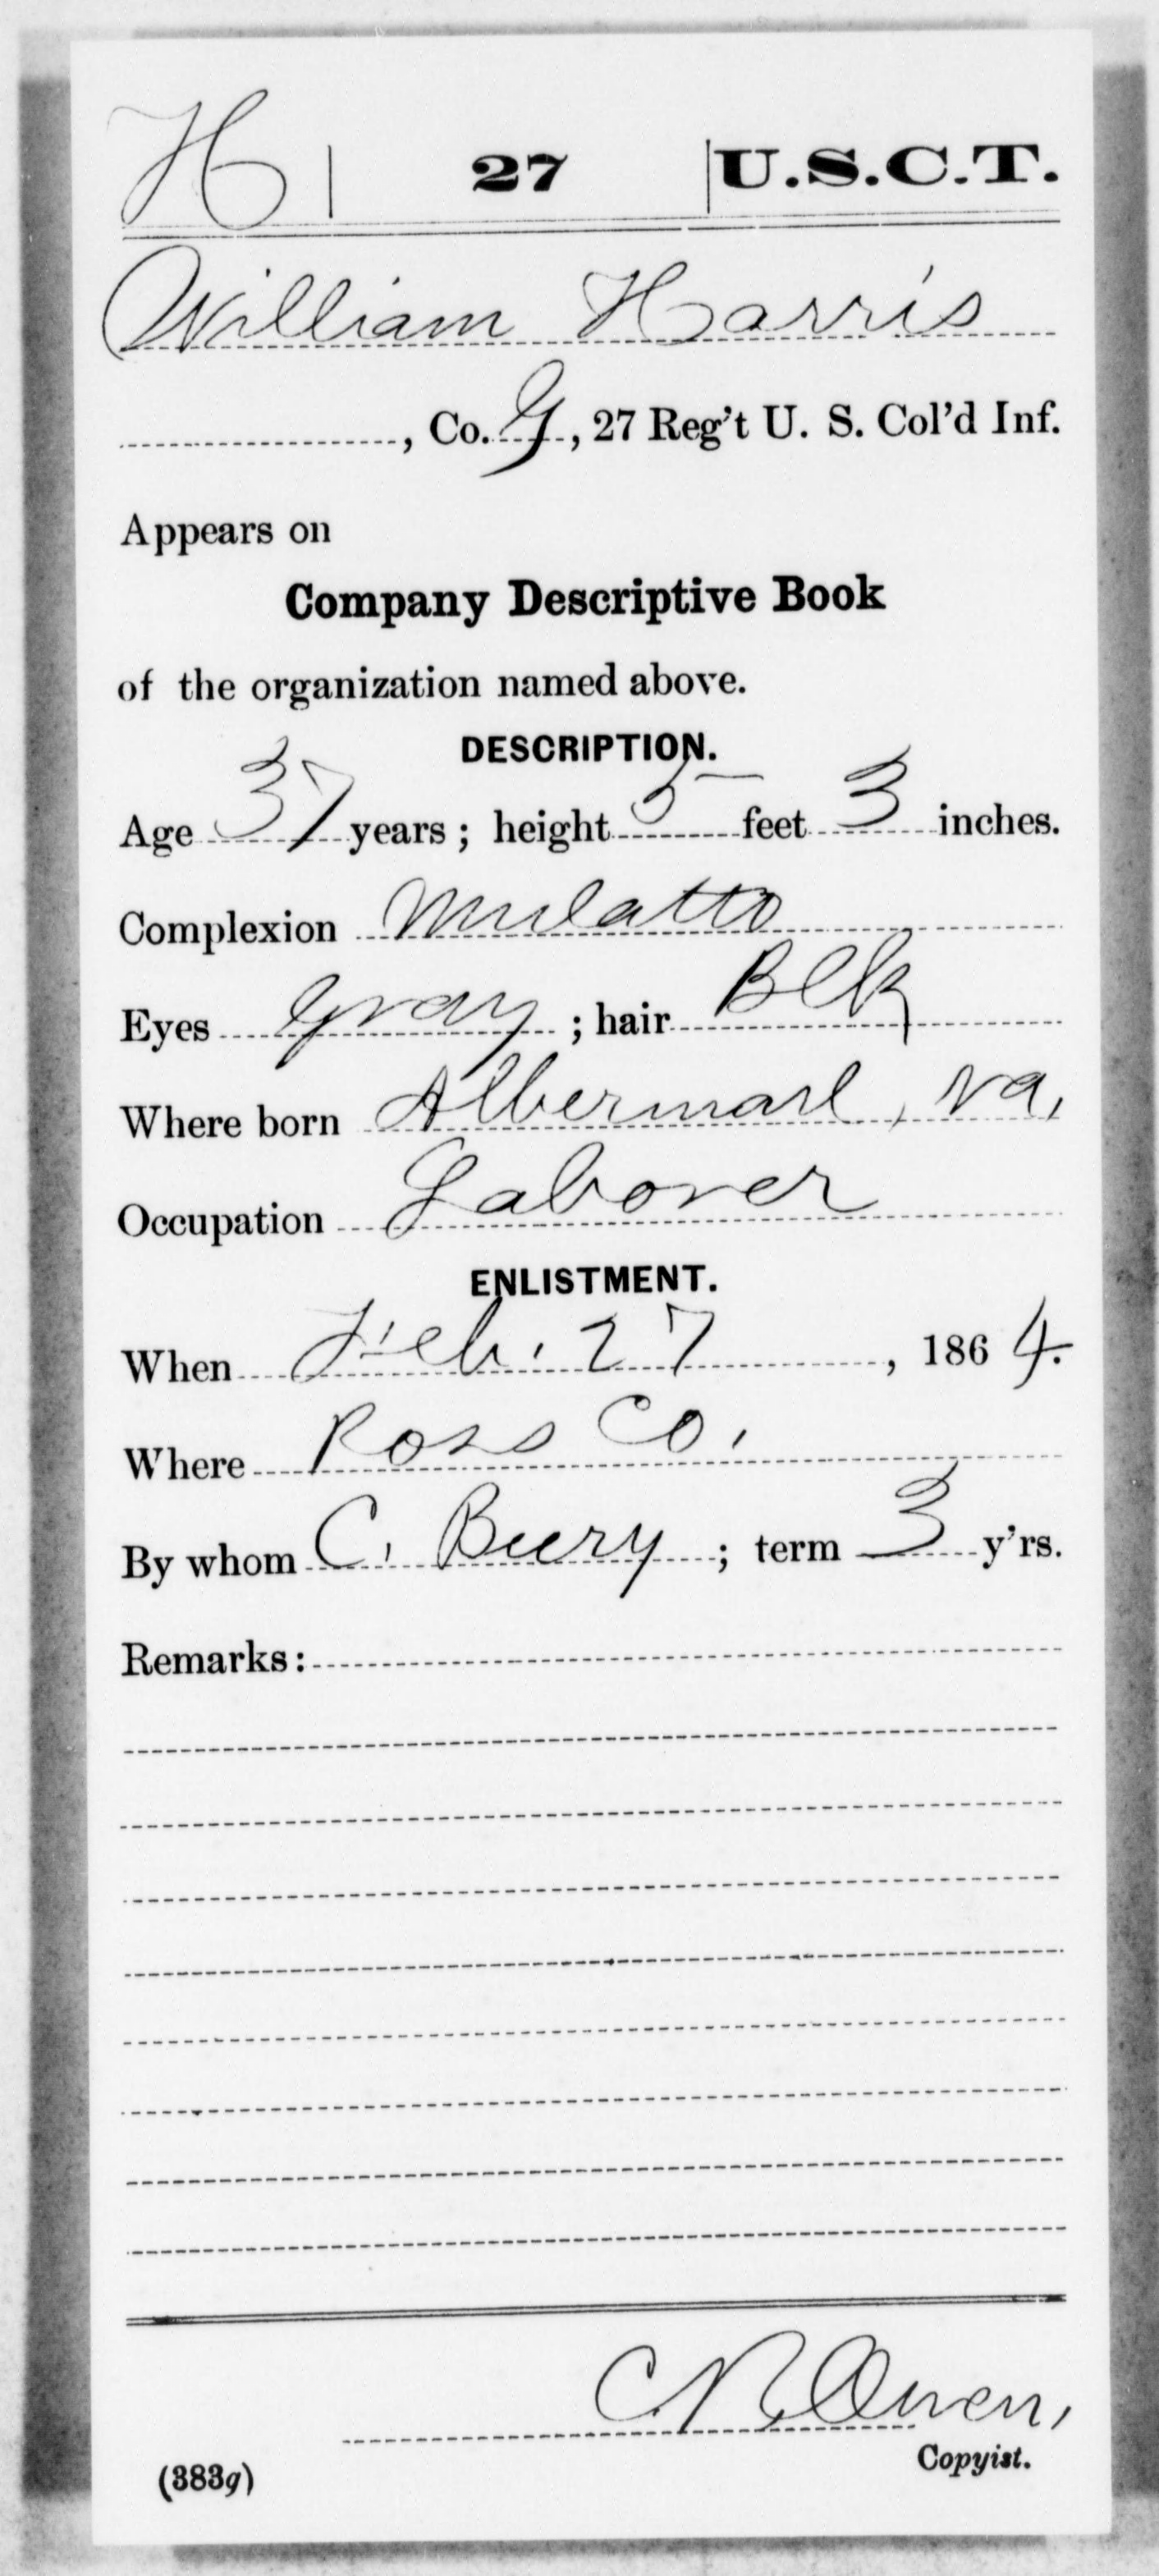 H | 27 | U.S.C.T.
William Harris
, Co. G, 27 Reg't U. S. Col'd Inf.
Appears on
Company Descriptive Book
of the organization named above.
DESCRIPTION.
Age 37 years; height 5 feet 3 inches.
Complexion Mulatto
Eyes Gray; hair Blk
Where born Albermarl, Va,
Occupation Laborer
ENLISTMENT.
When Feb. 27, 1864.
Where Ross Co.
By whom C. Beery; term 3 y'rs.
Remarks:
C R Owen,
Copyist.
(383g)